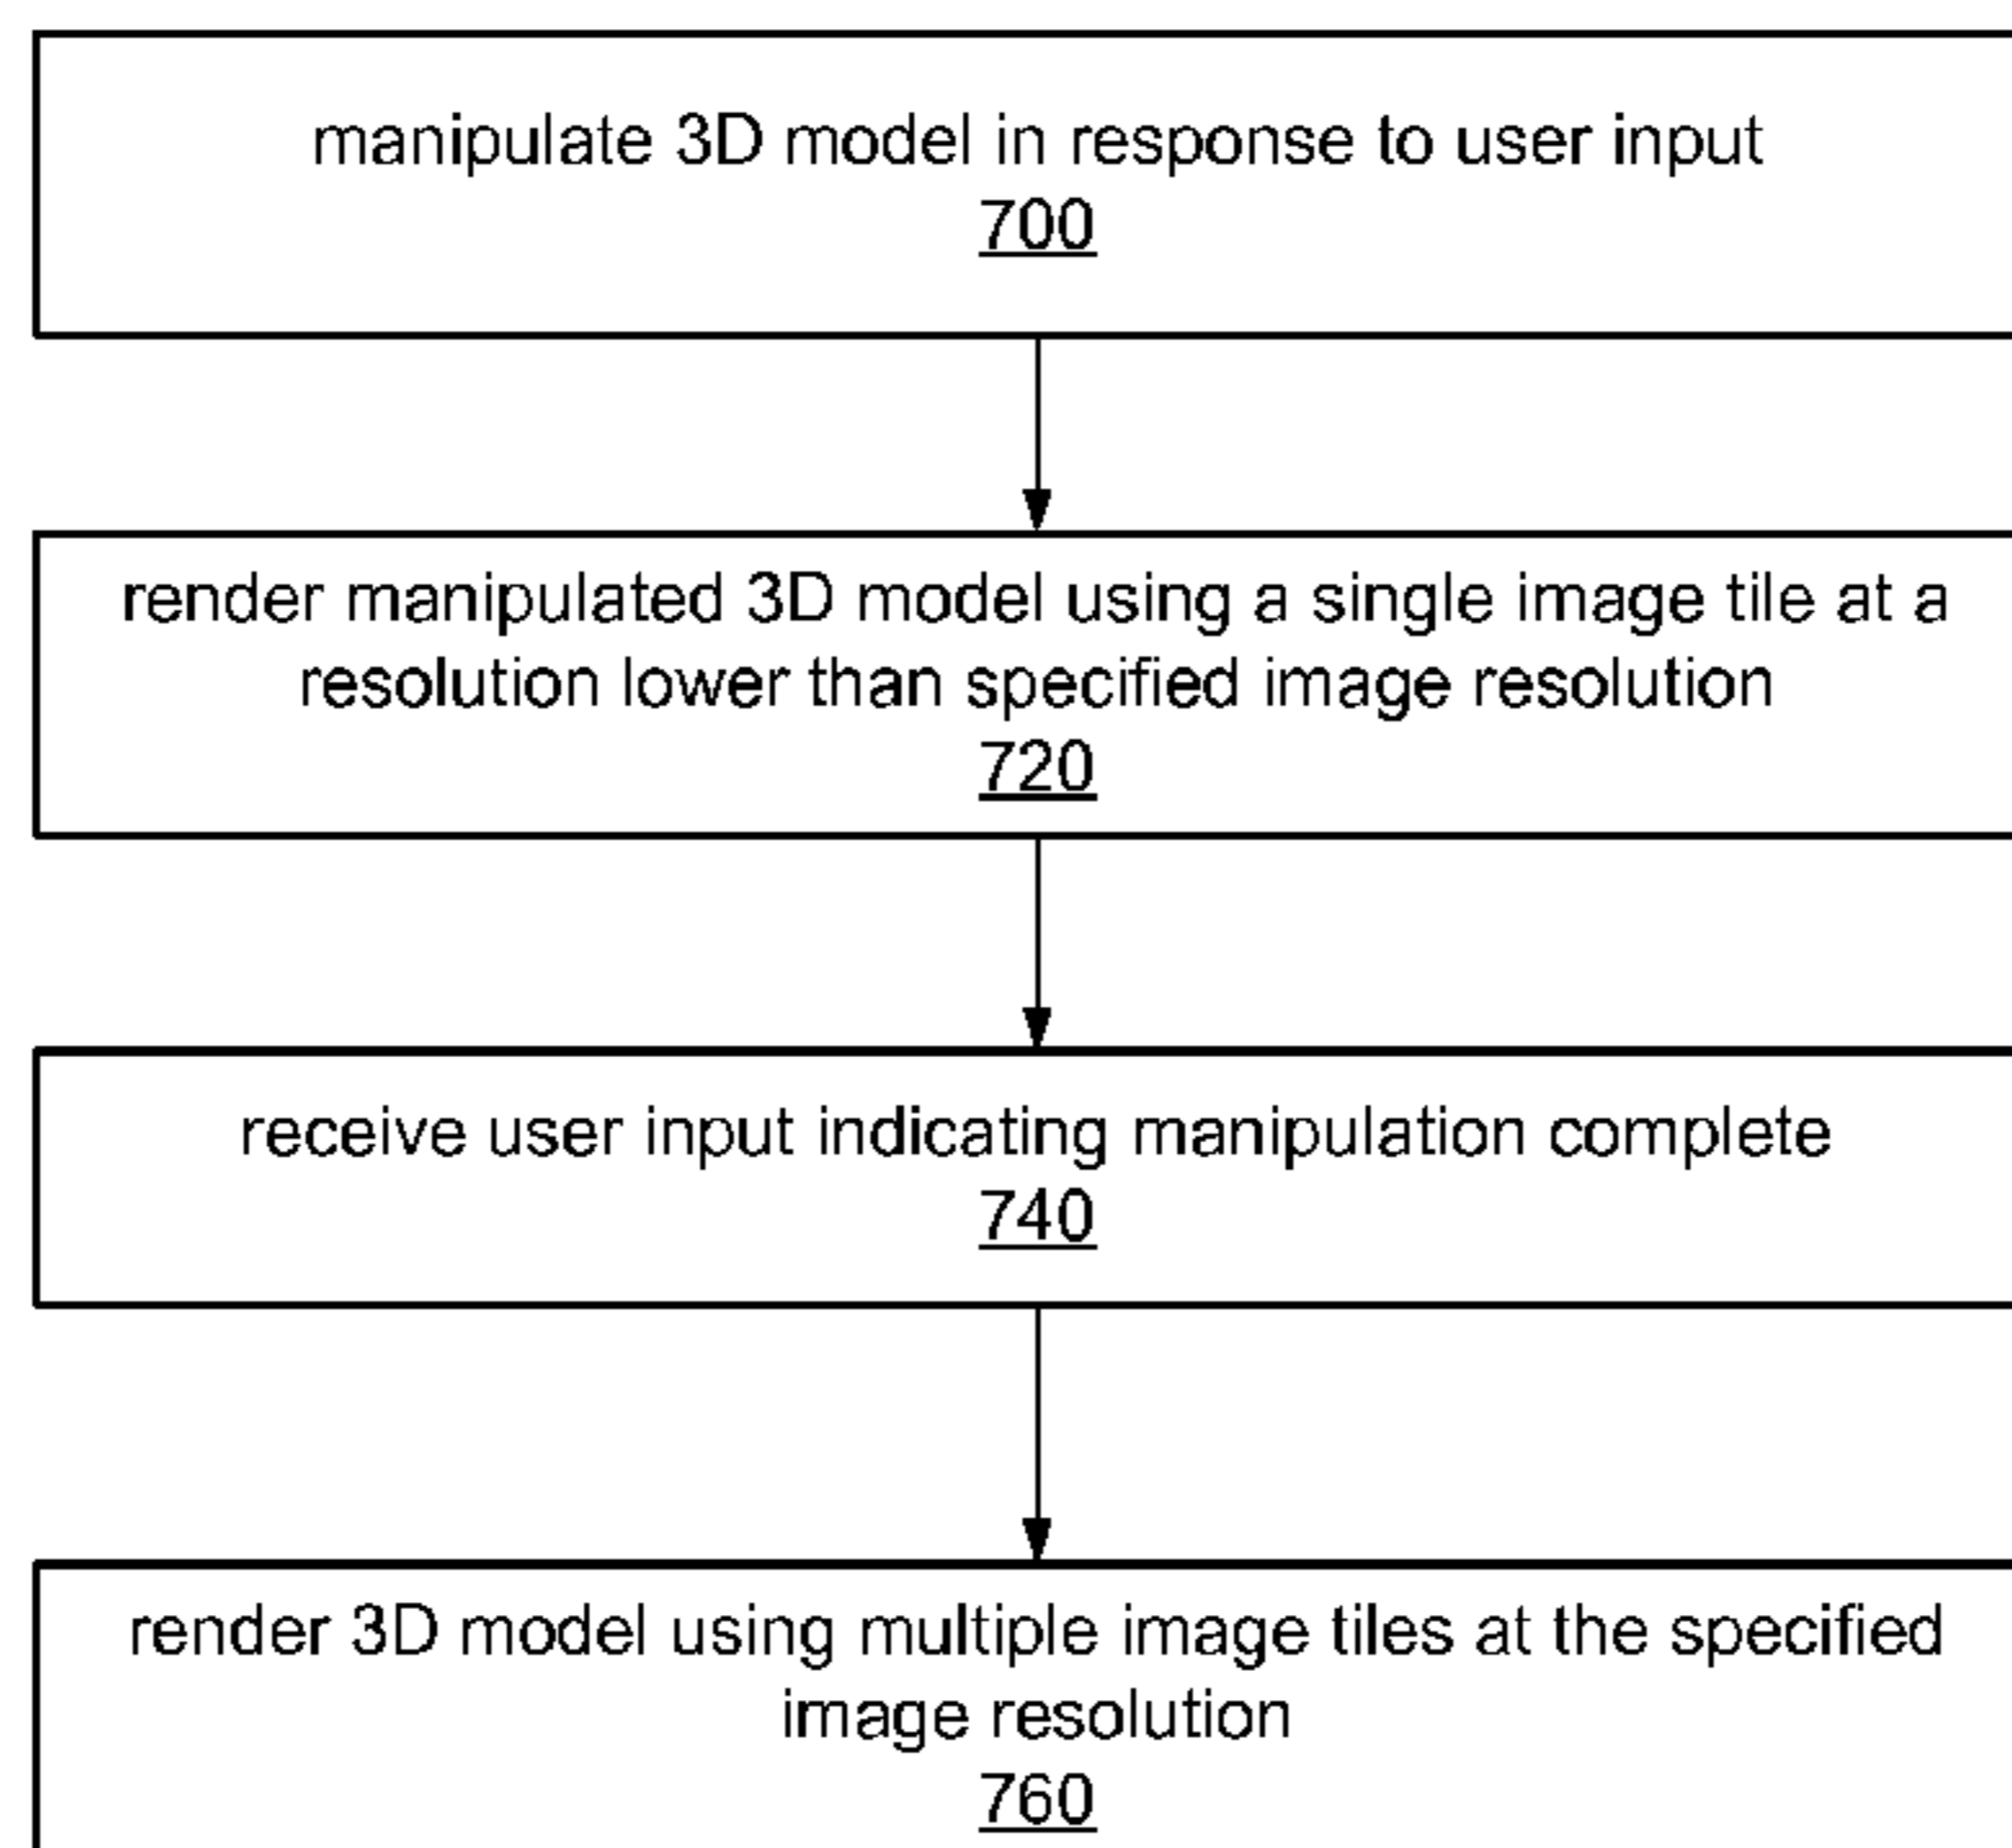 manipulate 3D model in response to user input
700
render manipulated 3D model using a single image tile at a
resolution lower than specified image resolution
720
receive user input indicating manipulation complete
740
render 3D model using multiple image tiles at the specified
image resolution
760